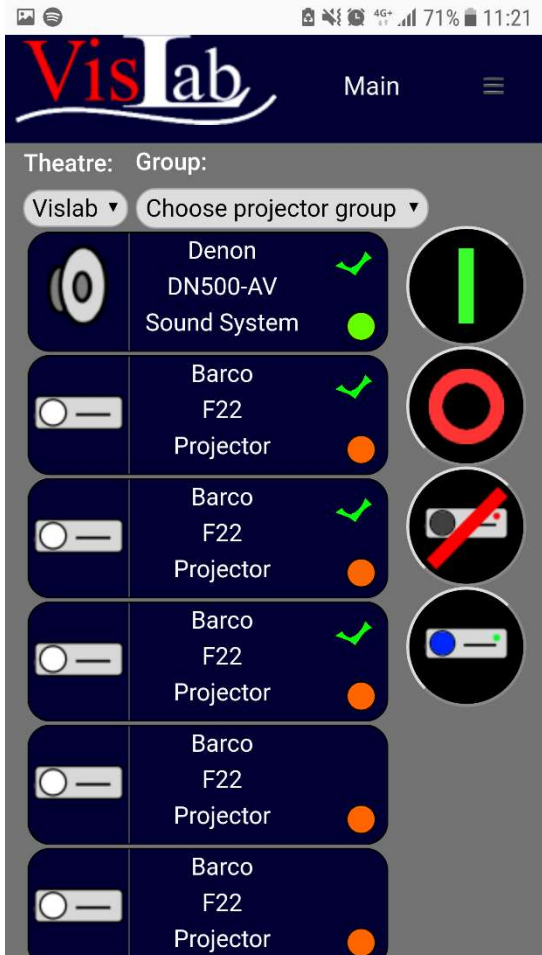 4G+ 71% 11:21
VisLab
Main
Theatre: Group:
Vislab Choose projector group
Denon
DN500-AV
Sound System
Barco
F22
Projector
Barco
F22
Projector
Barco
F22
Projector
Barco
F22
Projector
Barco
F22
Projector